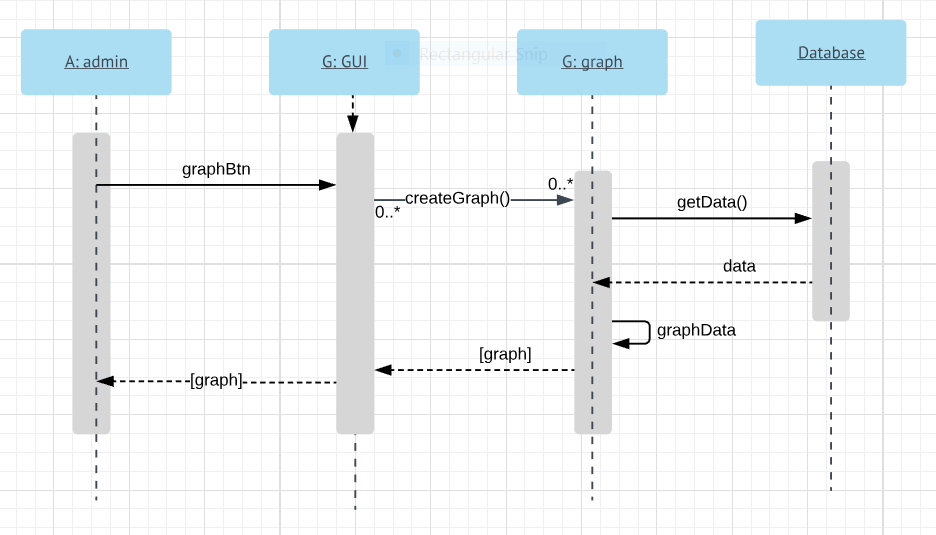 A: admin
G: GUI
Rectangular Snip
G: graph
Database
graphBtn
0..*
createGraph()
0..*
getData()
data
graphData
[graph]
[graph]